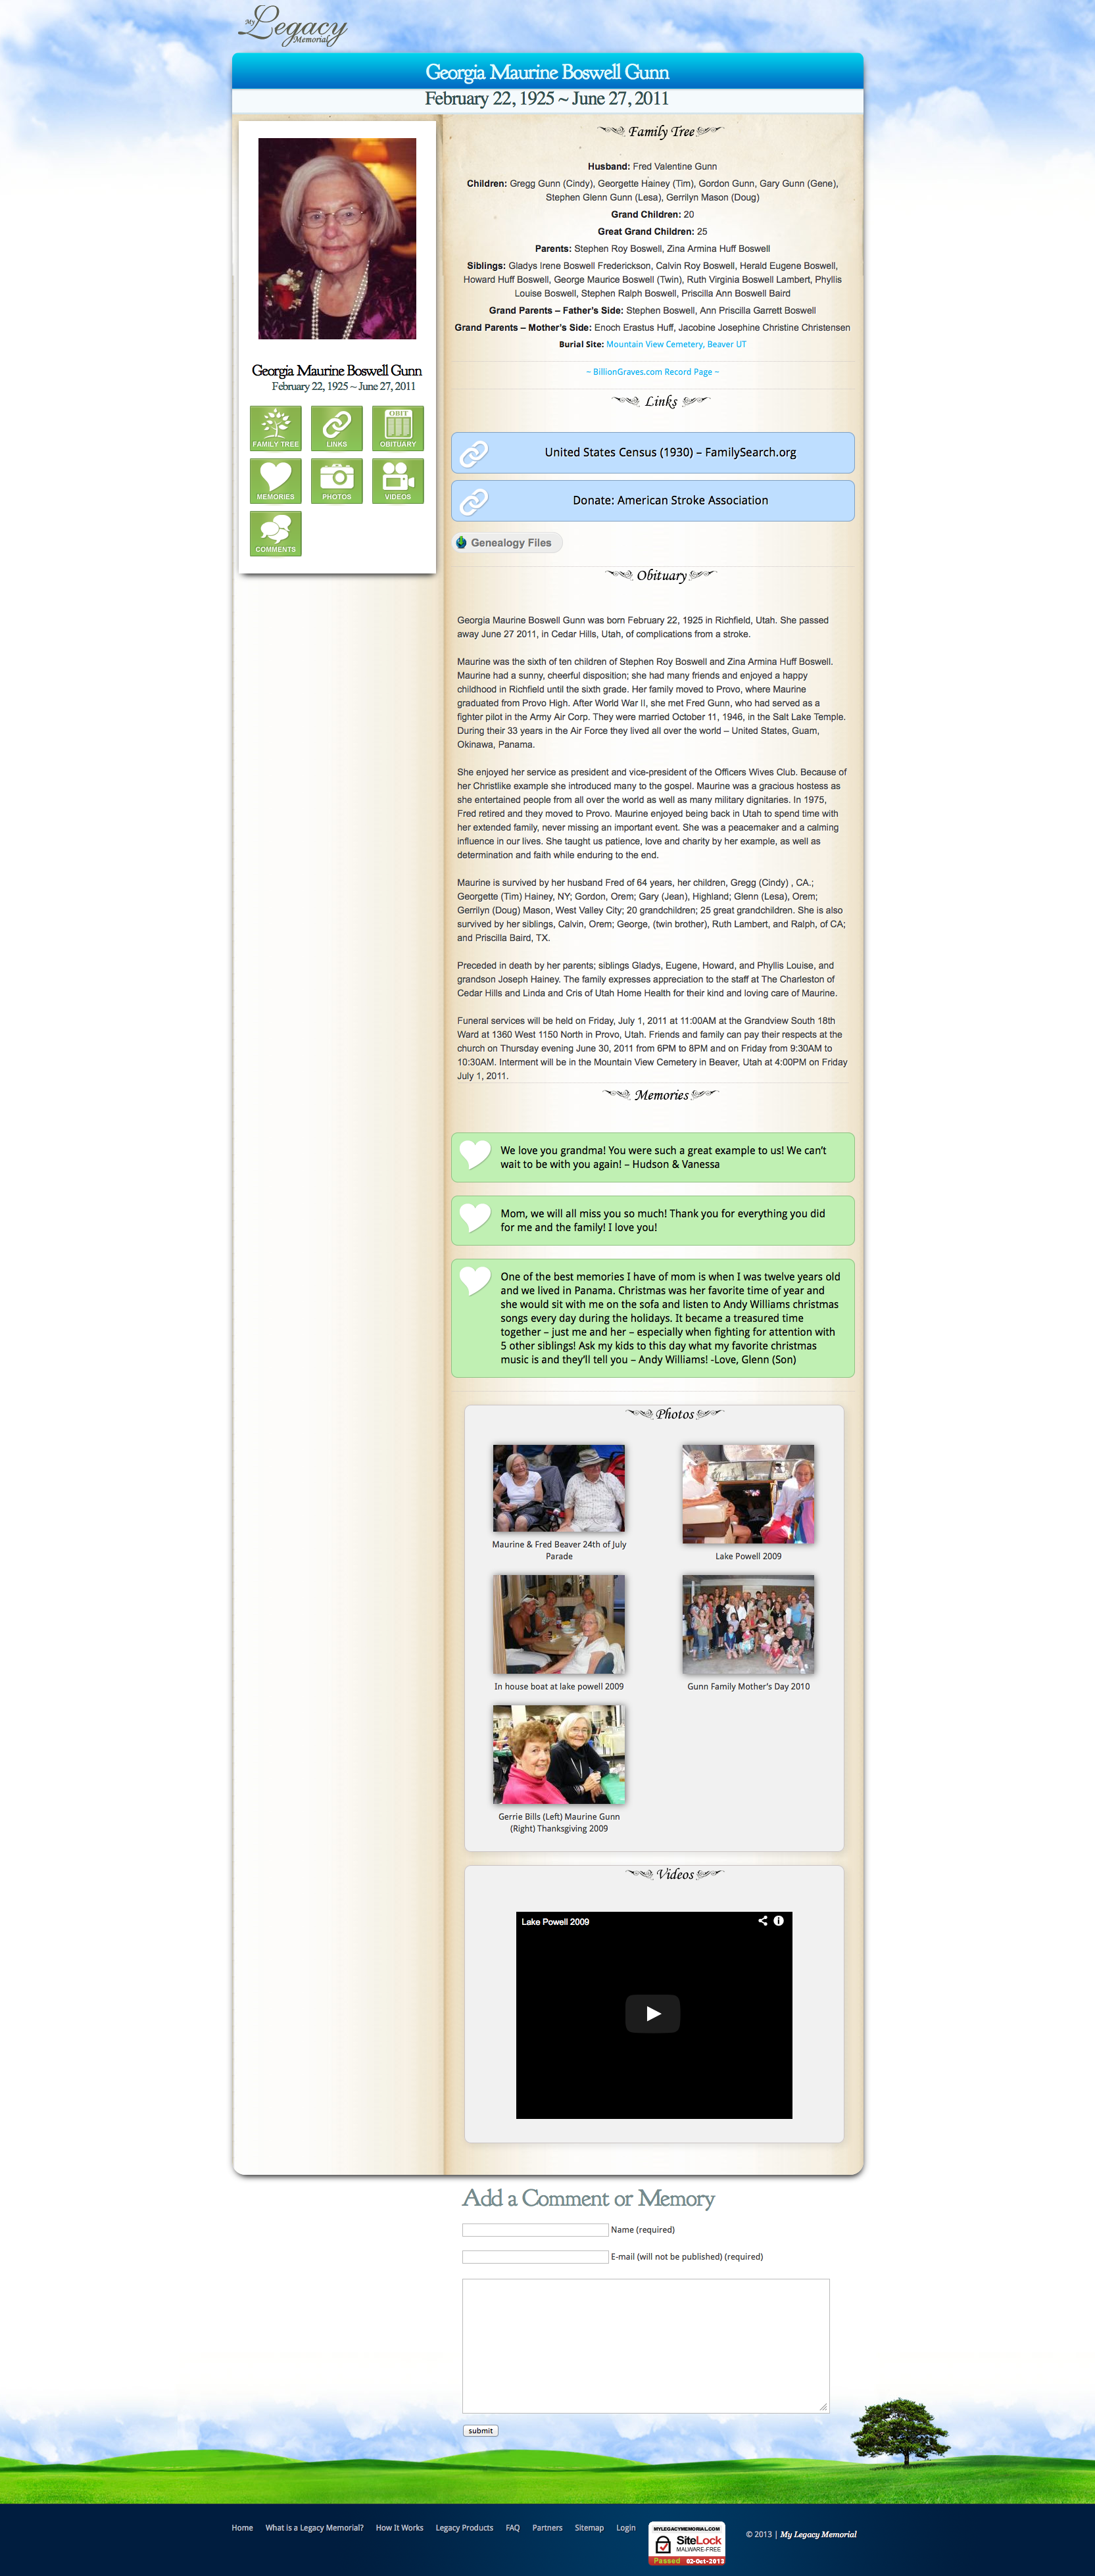 My
Legacy
Memorial
Georgia Maurine Boswell Gunn
February 22, 1925 ~ June 27, 2011
Georgia Maurine Boswell Gunn
February 22, 1925 ~ June 27, 2011
FAMILY TREE
LINKS
OBIT
OBITUARY
MEMORIES
PHOTOS
VIDEOS
COMMENTS
Family Tree
Husband: Fred Valentine Gunn
Children: Gregg Gunn (Cindy), Georgette Hainey (Tim), Gordon Gunn, Gary Gunn (Gene),
Stephen Glenn Gunn (Lesa), Gerrilyn Mason (Doug)
Grand Children: 20
Great Grand Children: 25
Parents: Stephen Roy Boswell, Zina Armina Huff Boswell
Siblings: Gladys Irene Boswell Frederickson, Calvin Roy Boswell, Herald Eugene Boswell,
Howard Huff Boswell, George Maurice Boswell (Twin), Ruth Virginia Boswell Lambert, Phyllis
Louise Boswell, Stephen Ralph Boswell, Priscilla Ann Boswell Baird
Grand Parents – Father's Side: Stephen Boswell, Ann Priscilla Garrett Boswell
Grand Parents – Mother's Side: Enoch Erastus Huff, Jacobine Josephine Christine Christensen
Burial Site: Mountain View Cemetery, Beaver UT
~ BillionGraves.com Record Page ~
Links
United States Census (1930) – FamilySearch.org
Donate: American Stroke Association
Genealogy Files
Obituary
Georgia Maurine Boswell Gunn was born February 22, 1925 in Richfield, Utah. She passed
away June 27 2011, in Cedar Hills, Utah, of complications from a stroke.
Maurine was the sixth of ten children of Stephen Roy Boswell and Zina Armina Huff Boswell.
Maurine had a sunny, cheerful disposition; she had many friends and enjoyed a happy
childhood in Richfield until the sixth grade. Her family moved to Provo, where Maurine
graduated from Provo High. After World War II, she met Fred Gunn, who had served as a
fighter pilot in the Army Air Corp. They were married October 11, 1946, in the Salt Lake Temple.
During their 33 years in the Air Force they lived all over the world – United States, Guam,
Okinawa, Panama.
She enjoyed her service as president and vice-president of the Officers Wives Club. Because of
her Christlike example she introduced many to the gospel. Maurine was a gracious hostess as
she entertained people from all over the world as well as many military dignitaries. In 1975,
Fred retired and they moved to Provo. Maurine enjoyed being back in Utah to spend time with
her extended family, never missing an important event. She was a peacemaker and a calming
influence in our lives. She taught us patience, love and charity by her example, as well as
determination and faith while enduring to the end.
Maurine is survived by her husband Fred of 64 years, her children, Gregg (Cindy) , CA.;
Georgette (Tim) Hainey, NY; Gordon, Orem; Gary (Jean), Highland; Glenn (Lesa), Orem;
Gerrilyn (Doug) Mason, West Valley City; 20 grandchildren; 25 great grandchildren. She is also
survived by her siblings, Calvin, Orem; George, (twin brother), Ruth Lambert, and Ralph, of CA;
and Priscilla Baird, TX.
Preceded in death by her parents; siblings Gladys, Eugene, Howard, and Phyllis Louise, and
grandson Joseph Hainey. The family expresses appreciation to the staff at The Charleston of
Cedar Hills and Linda and Cris of Utah Home Health for their kind and loving care of Maurine.
Funeral services will be held on Friday, July 1, 2011 at 11:00AM at the Grandview South 18th
Ward at 1360 West 1150 North in Provo, Utah. Friends and family can pay their respects at the
church on Thursday evening June 30, 2011 from 6PM to 8PM and on Friday from 9:30AM to
10:30AM. Interment will be in the Mountain View Cemetery in Beaver, Utah at 4:00PM on Friday
July 1, 2011.
Memories
We love you grandma! You were such a great example to us! We can't
wait to be with you again! – Hudson & Vanessa
Mom, we will all miss you so much! Thank you for everything you did
for me and the family! I love you!
One of the best memories I have of mom is when I was twelve years old
and we lived in Panama. Christmas was her favorite time of year and
she would sit with me on the sofa and listen to Andy Williams christmas
songs every day during the holidays. It became a treasured time
together – just me and her – especially when fighting for attention with
5 other siblings! Ask my kids to this day what my favorite christmas
music is and they'll tell you – Andy Williams! -Love, Glenn (Son)
Photos
Maurine & Fred Beaver 24th of July
Parade
Lake Powell 2009
In house boat at lake powell 2009
Gunn Family Mother's Day 2010
Gerrie Bills (Left) Maurine Gunn
(Right) Thanksgiving 2009
Videos
Lake Powell 2009
Add a Comment or Memory
Name (required)
E-mail (will not be published) (required)
submit
Home What is a Legacy Memorial? How It Works Legacy Products FAQ Partners Sitemap Login
MYLEGACYMEMORIAL.COM
SiteLock
MALWARE-FREE
Passed 02-Oct-2013
© 2013 | My Legacy Memorial